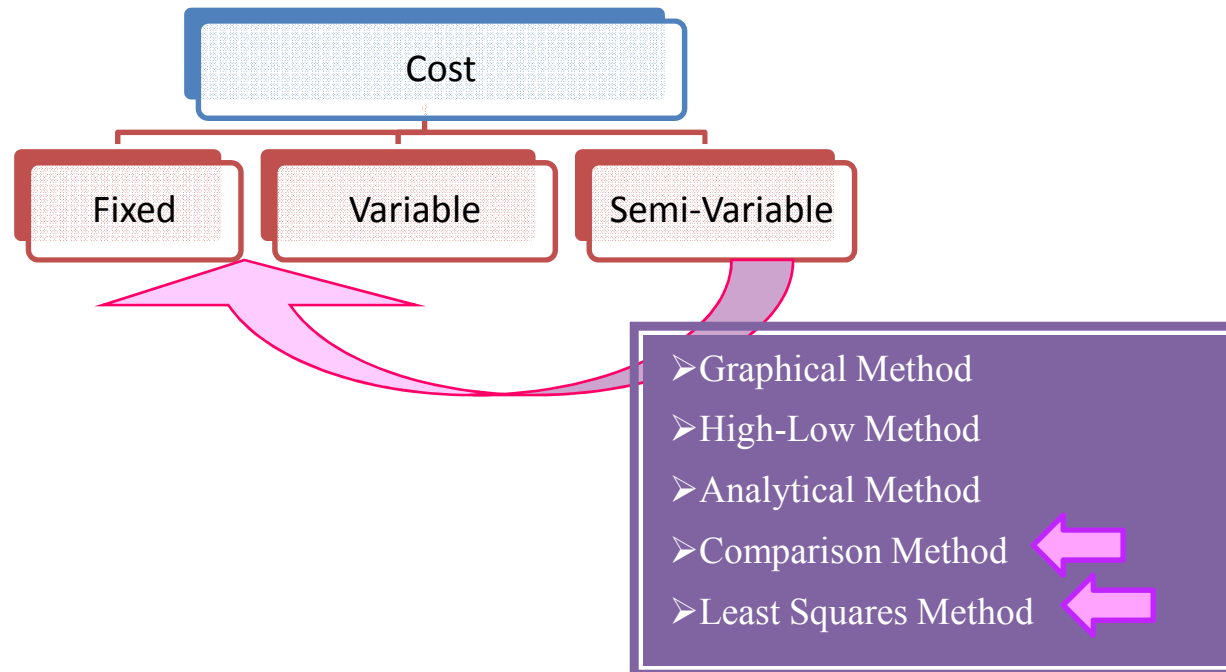 Cost
Fixed
Variable
Semi-Variable
➢Graphical Method
➢High-Low Method
➢Analytical Method
➢Comparison Method
➢Least Squares Method